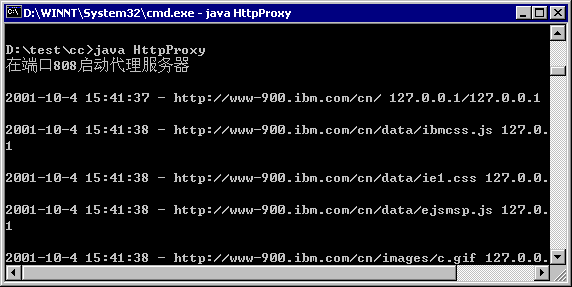 D:\WINNT\System32\cmd.exe - java HttpProxy
D:\test\cc>java HttpProxy
在端口808启动代理服务器
2001-10-4 15:41:37 - http://www-900.ibm.com/cn/ 127.0.0.1/127.0.0.1
2001-10-4 15:41:38 - http://www-900.ibm.com/cn/data/ibmcss.js 127.0.
1
2001-10-4 15:41:38 - http://www-900.ibm.com/cn/data/ie1.css 127.0.0.
2001-10-4 15:41:38 - http://www-900.ibm.com/cn/data/ejsmsp.js 127.0.
1
2001-10-4 15:41:38 - http://www-900.ibm.com/cn/images/c.gif 127.0.0.